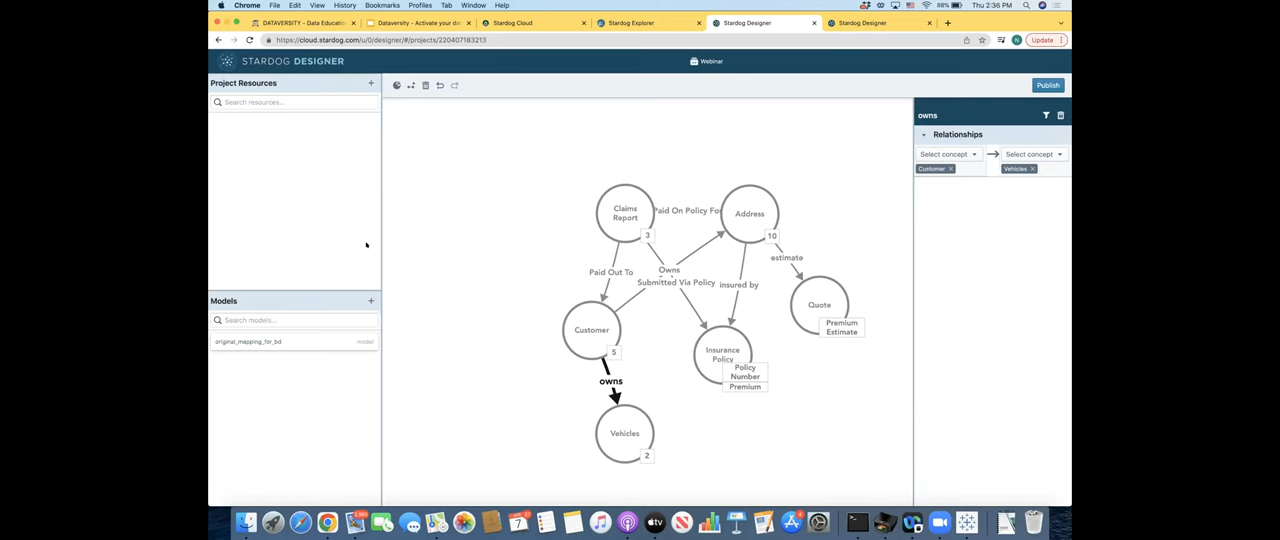 Chrome File Edit View History Bookmarks Profiles Tab Window Help
88% Thu 2:36 PM
DATAVERSITY – Data Educatio
Dataversity - Activate your da
Stardog Cloud
Stardog Explorer
Stardog Designer
Stardog Designer
https://cloud.stardog.com/u/0/designer/#/projects/220407183213
N
Update
STARDOG DESIGNER
Webinar
Project Resources
Search resources...
Publish
owns
Relationships
Select concept
Select concept
Customer
Vehicles
Claims
Report
3
Paid On Policy For
Address
10
Paid Out To
Owns
Submitted Via Policy
insured by
estimate
Quote
Premium
Estimate
Customer
5
Insurance
Policy
Policy
Number
Premium
owns
Vehicles
2
Models
Search models...
original_mapping_for_bd
model